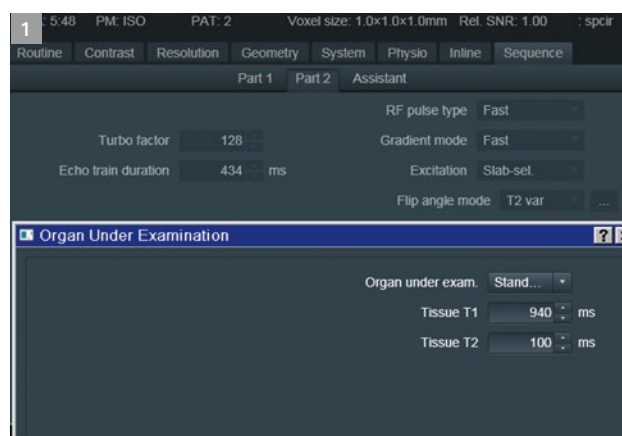 1
: 5:48 PM: ISO PAT: 2 Voxel size: 1.0×1.0×1.0mm Rel. SNR: 1.00 : spcir
Routine Contrast Resolution Geometry System Physio Inline Sequence
Part 1 Part 2 Assistant
RF pulse type Fast
Turbo factor 128 Gradient mode Fast
Echo train duration 434 ms Excitation Slab-sel.
Flip angle mode T2 var ...
Organ Under Examination ?
Organ under exam. Stand...
Tissue T1 940 ms
Tissue T2 100 ms